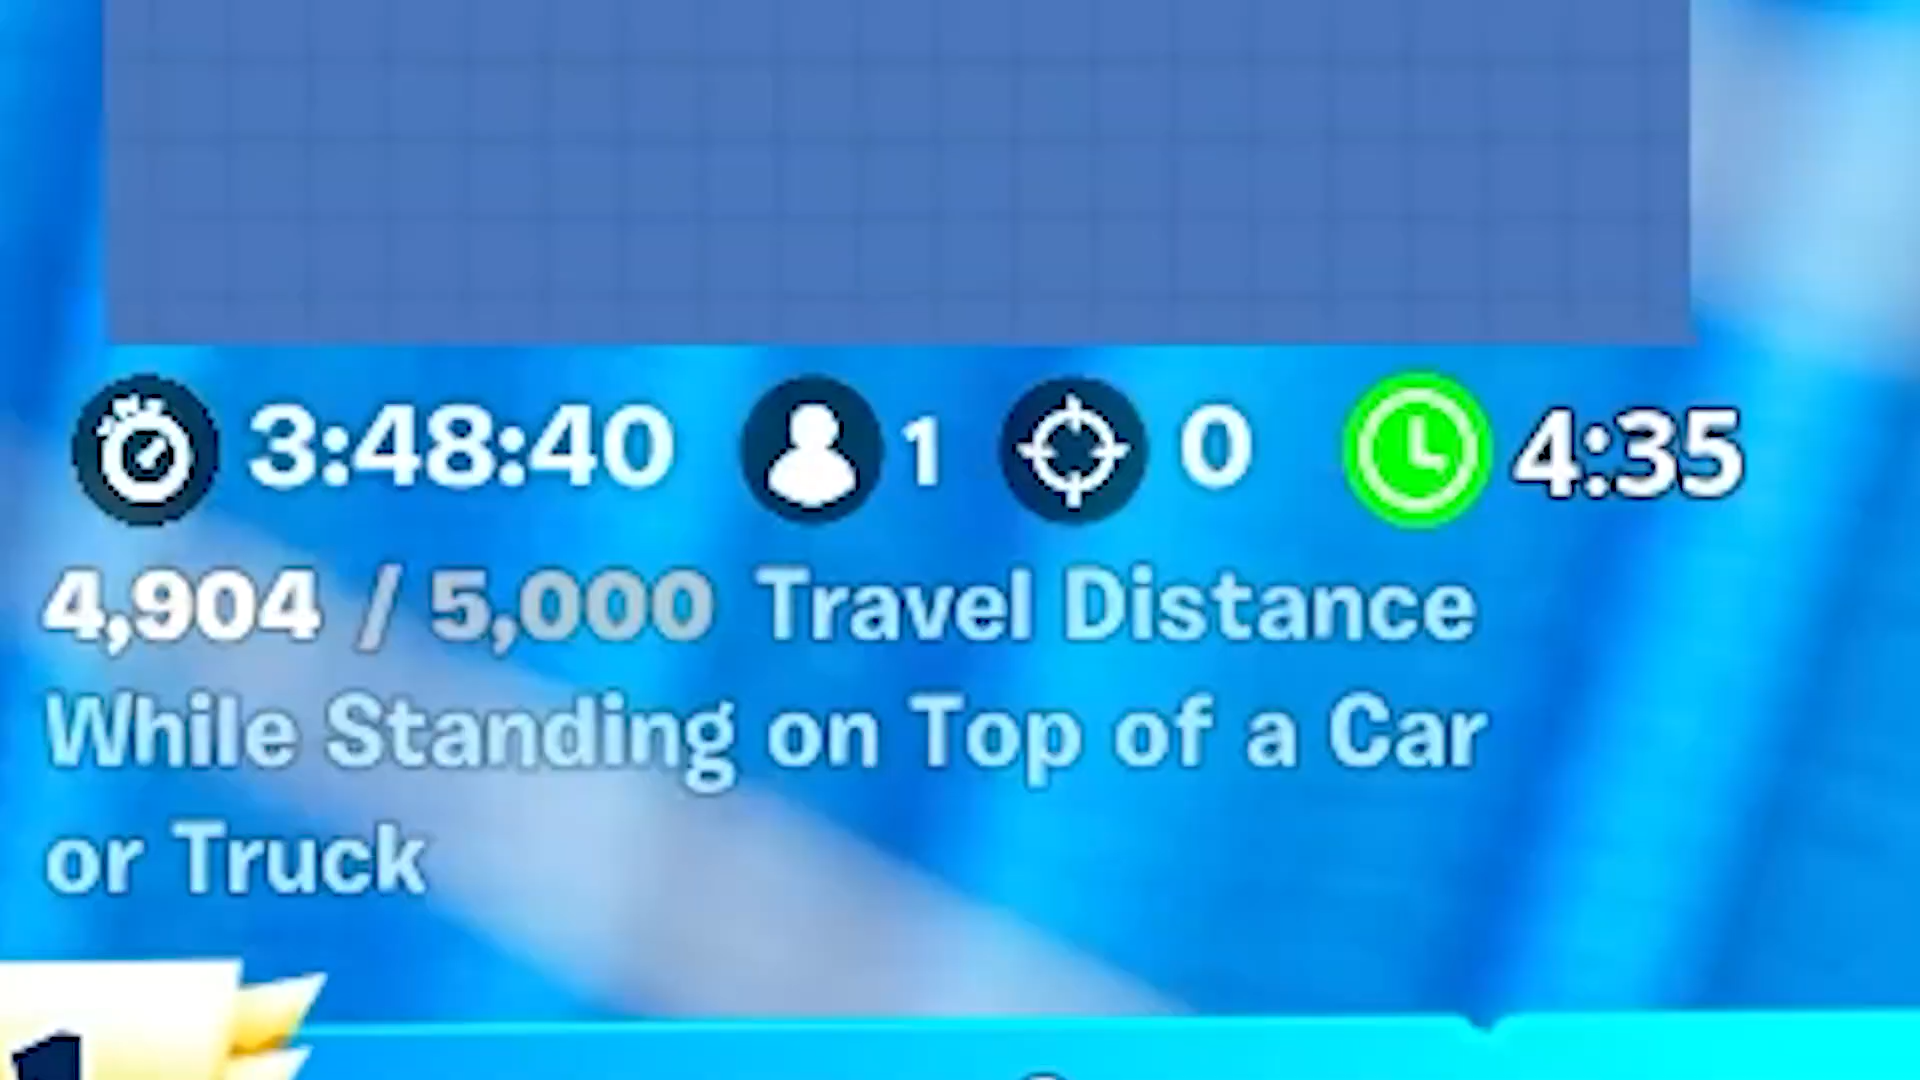 3:48:40 1 0 4:35
4,904 / 5,000 Travel Distance
While Standing on Top of a Car
or Truck
1